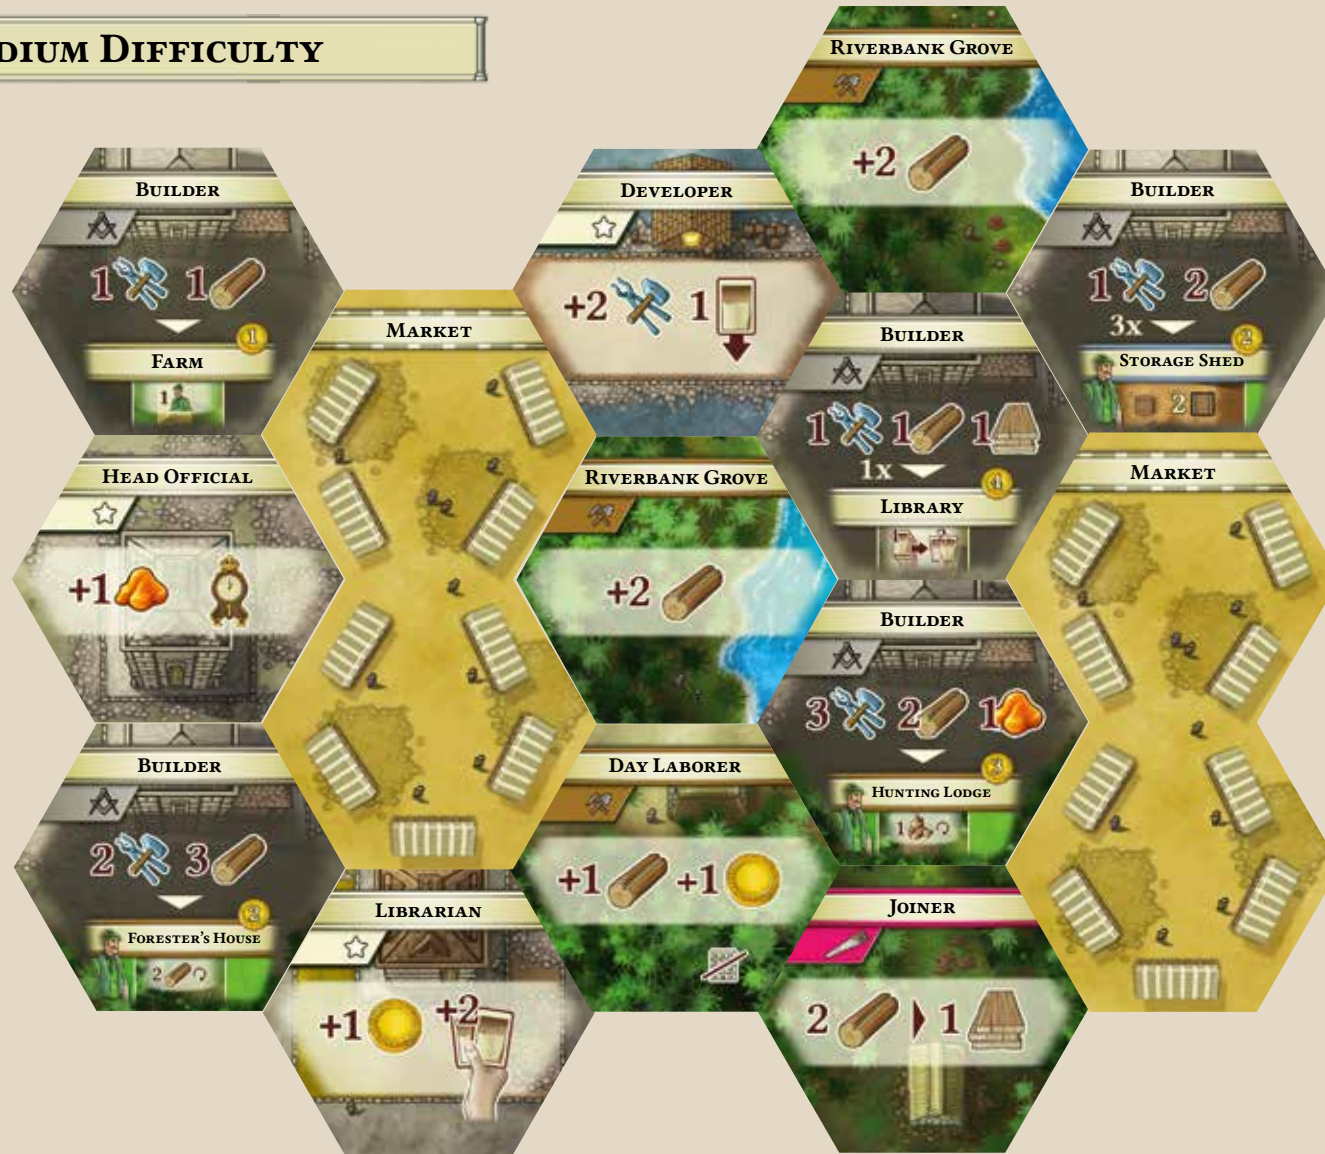 DIUM DIFFICULTY
RIVERBANK GROVE
+2
BUILDER
1 1
1
FARM
1
DEVELOPER
+2 1
BUILDER
1 2
3x
2
STORAGE SHED
2
MARKET
BUILDER
1 1 1
1x
4
LIBRARY
HEAD OFFICIAL
+1
RIVERBANK GROVE
+2
MARKET
BUILDER
3 2 1
3
HUNTING LODGE
1
BUILDER
2 3
2
FORESTER'S HOUSE
2
DAY LABORER
+1 +1
LIBRARIAN
+1 +2
JOINER
2 1